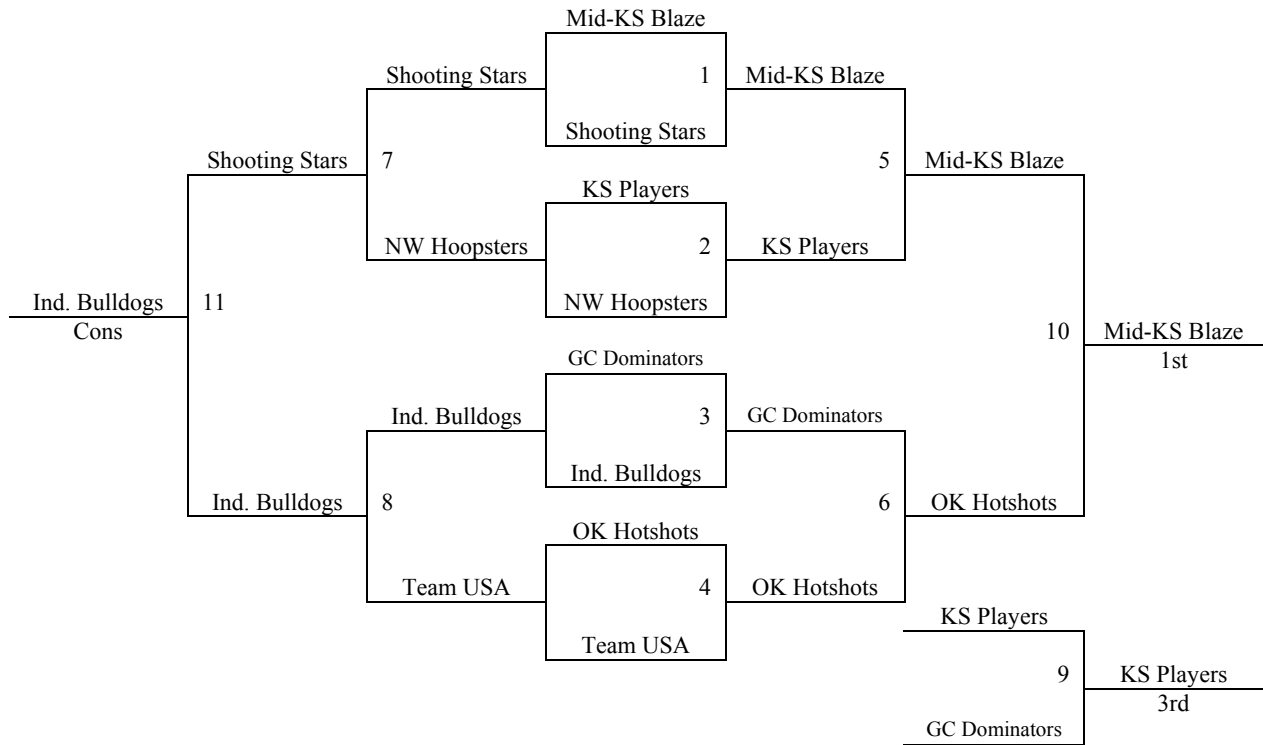 Mid-KS Blaze
Shooting Stars 1 Mid-KS Blaze
Shooting Stars
Shooting Stars 7 5 Mid-KS Blaze
KS Players
NW Hoopsters 2 KS Players
NW Hoopsters
Ind. Bulldogs 11
Cons
10 Mid-KS Blaze
1st
GC Dominators
Ind. Bulldogs 3 GC Dominators
Ind. Bulldogs
Ind. Bulldogs 8 6 OK Hotshots
OK Hotshots
Team USA 4 OK Hotshots
Team USA
KS Players
9 KS Players
3rd
GC Dominators